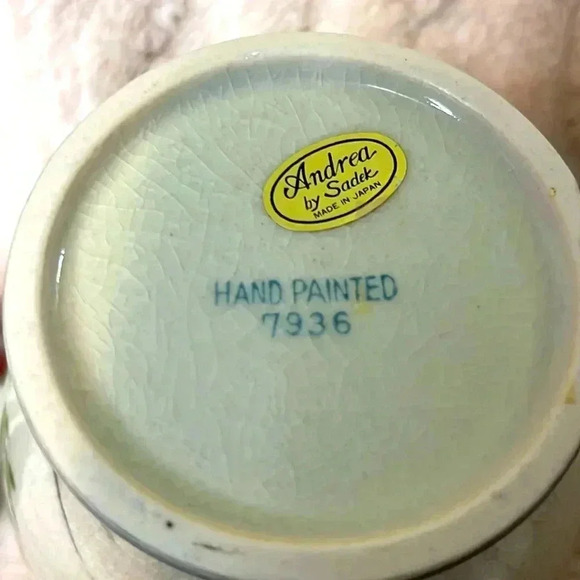 Andrea
by Sadek
MADE IN JAPAN
HAND PAINTED
7936